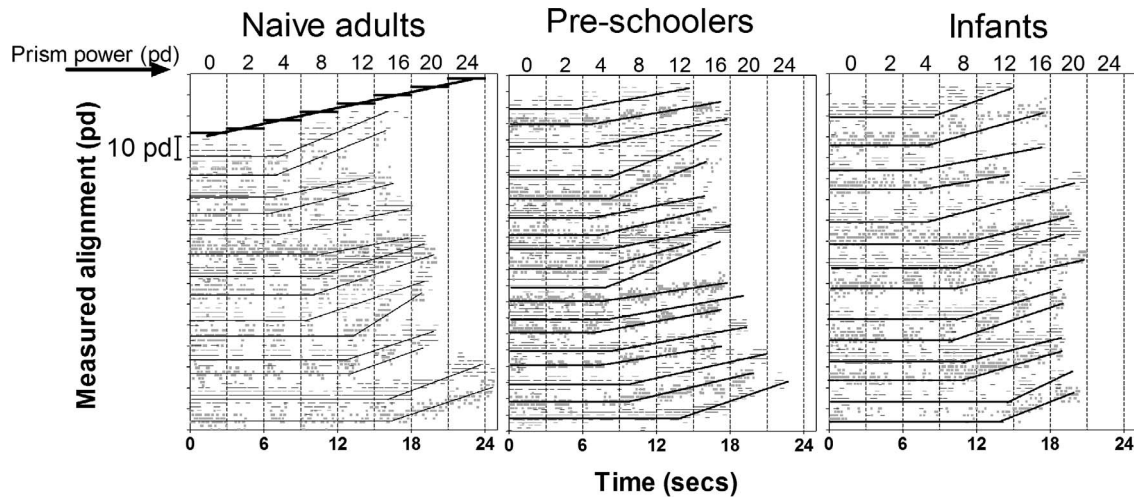 Naive adults
Pre-schoolers
Infants
Prism power (pd)
0 2 4 8 12 16 20 24
0 2 4 8 12 16 20 24
0 2 4 8 12 16 20 24
Measured alignment (pd)
10 pd
0 6 12 18 24
0 6 12 18 24
0 6 12 18 24
Time (secs)